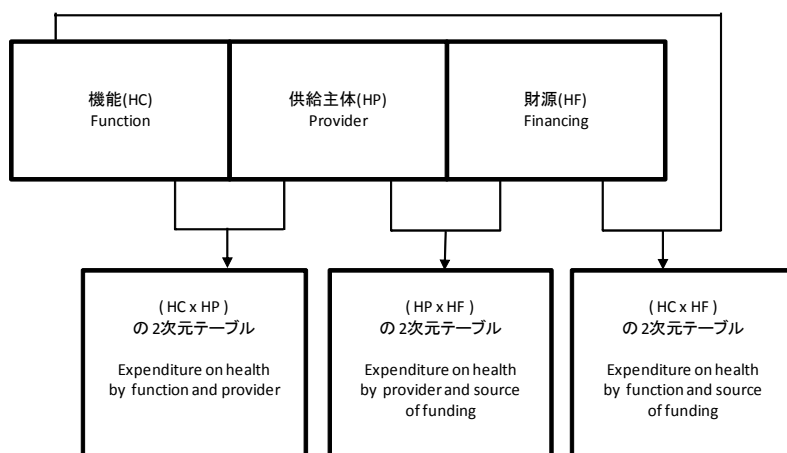 機能(HC)
Function
供給主体(HP)
Provider
財源(HF)
Financing
( HC x HP )
の 2次元テーブル
Expenditure on health
by function and provider
( HP x HF )
の 2次元テーブル
Expenditure on health
by provider and source
of funding
( HC x HF )
の 2次元テーブル
Expenditure on health
by function and source
of funding